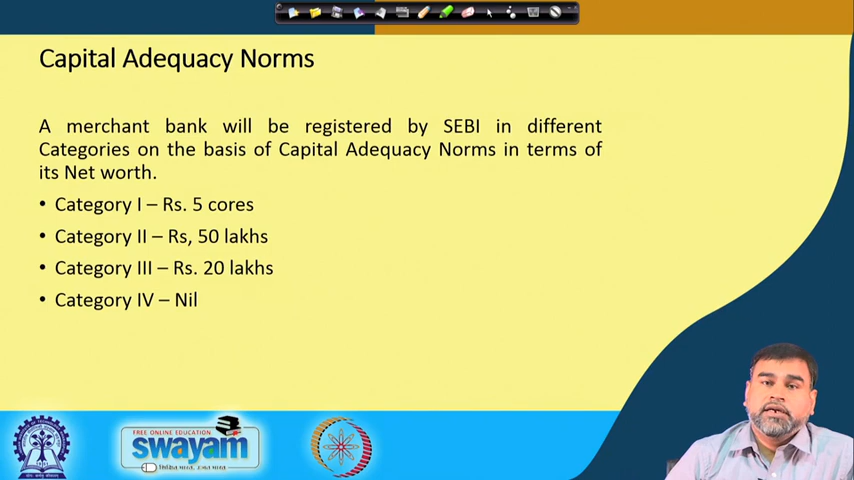 Capital Adequacy Norms
A merchant bank will be registered by SEBI in different
Categories on the basis of Capital Adequacy Norms in terms of
its Net worth.
• Category I – Rs. 5 cores
• Category II – Rs, 50 lakhs
• Category III – Rs. 20 lakhs
• Category IV – Nil
FREE ONLINE EDUCATION
swayam